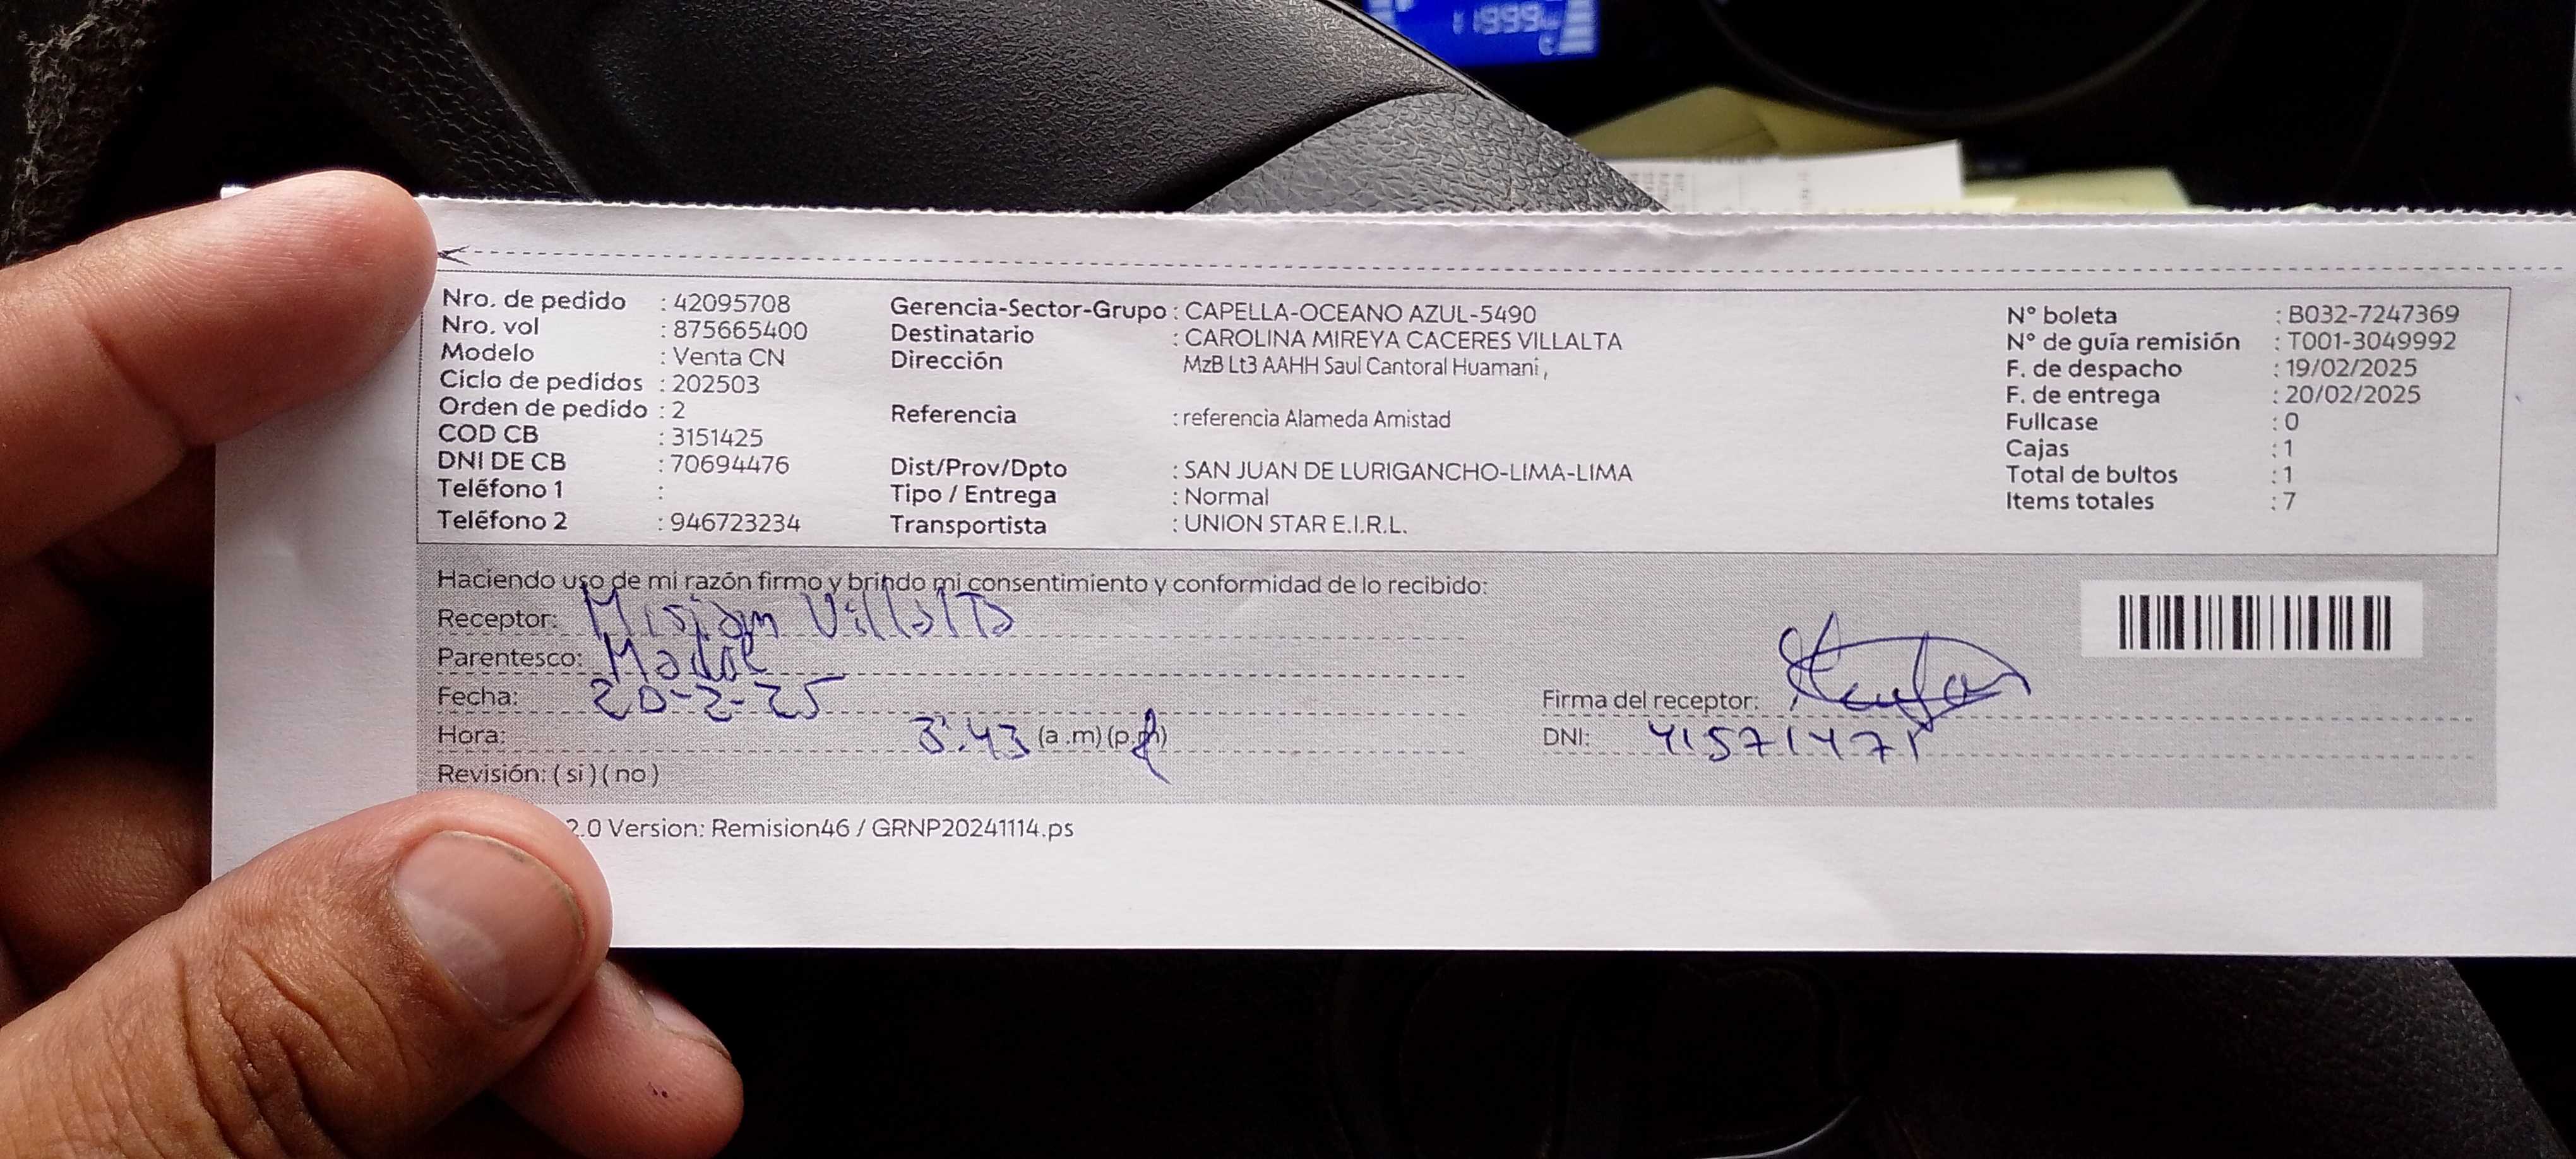 Nro. de pedido : 42095708
Nro. vol : 875665400
Modelo : Venta CN
Ciclo de pedidos : 202503
Orden de pedido : 2
COD CB : 3151425
DNI DE CB : 70694476
Teléfono 1 :
Teléfono 2 : 946723234
Gerencia-Sector-Grupo : CAPELLA-OCEANO AZUL-5490
Destinatario : CAROLINA MIREYA CACERES VILLALTA
Dirección MzB Lt3 AAHH Saul Cantoral Huamani ,
Referencia : referencia Alameda Amistad
Dist/Prov/Dpto : SAN JUAN DE LURIGANCHO-LIMA-LIMA
Tipo / Entrega : Normal
Transportista : UNION STAR E.I.R.L.
N° boleta : B032-7247369
N° de guía remisión : T001-3049992
F. de despacho : 19/02/2025
F. de entrega : 20/02/2025
Fullcase : 0
Cajas : 1
Total de bultos : 1
Items totales : 7
Haciendo uso de mi razón firmo y brindo mi consentimiento y conformidad de lo recibido:
Receptor: Villalta
Parentesco: Madre
Fecha: 20-2-25
Hora: 3:43 (a .m) (p.m)
Revisión: ( si ) ( no )
Firma del receptor:
DNI: 41571471
2.0 Version: Remision46 / GRNP20241114.ps